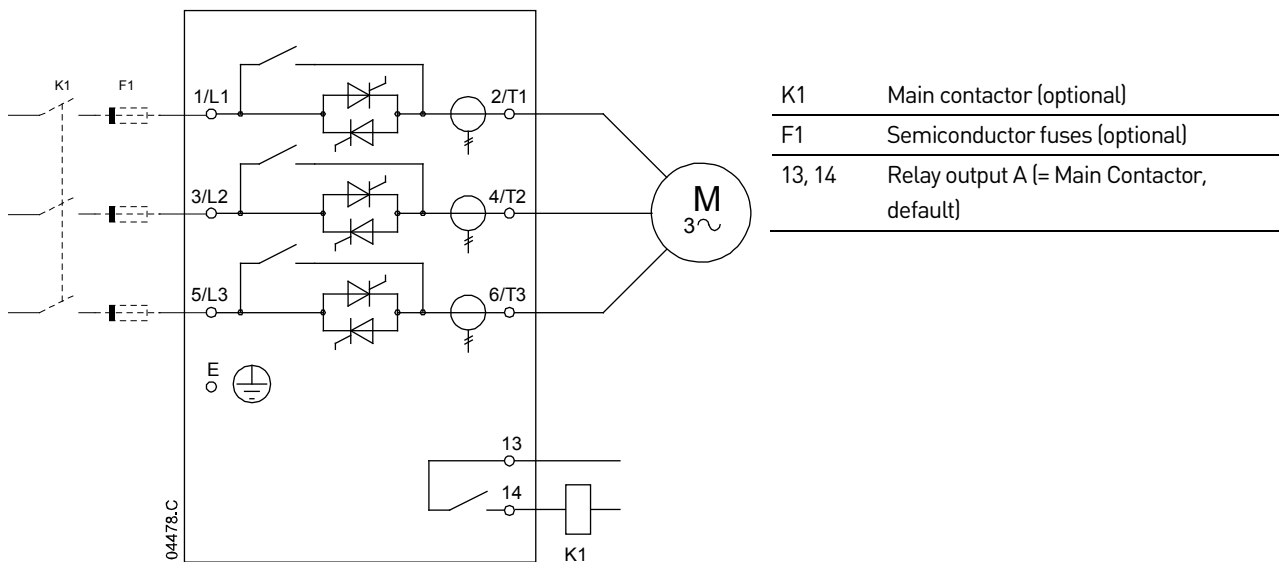 K1
F1
1/L1
2/T1
3/L2
4/T2
M
3∿
5/L3
6/T3
E
13
14
K1
04478.C
K1 Main contactor (optional)
F1 Semiconductor fuses (optional)
13, 14 Relay output A (= Main Contactor,
default)